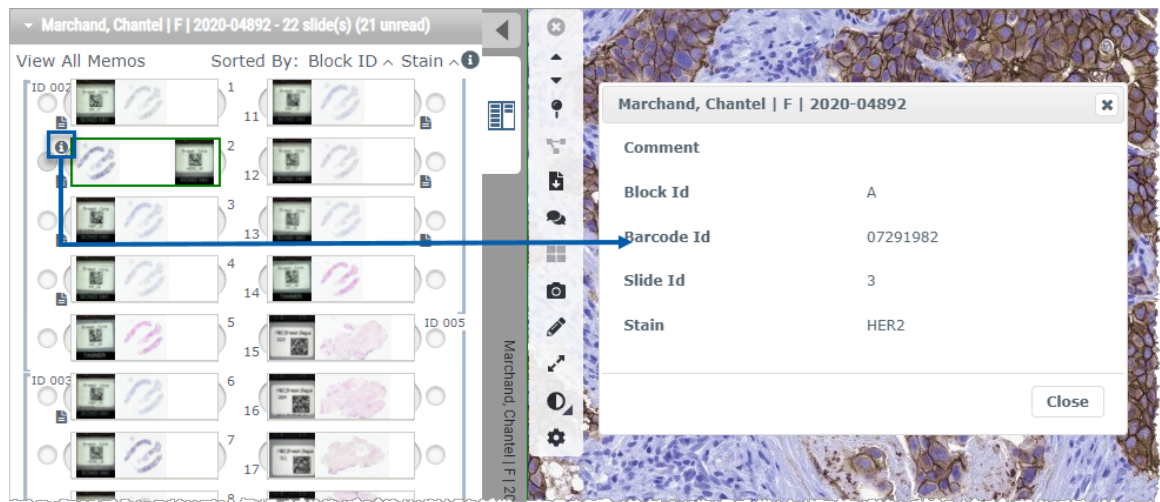 Marchand, Chantel | F | 2020-04892 - 22 slide(s) (21 unread)
View All Memos
Sorted By: Block ID ^ Stain ^
ID 002
1
11
2
12
3
13
4
14
5
ID 005
15
ID 003
6
16
7
17
8
Marchand, Chantel | F | 20
Marchand, Chantel | F | 2020-04892
Comment
Block Id A
Barcode Id 07291982
Slide Id 3
Stain HER2
Close